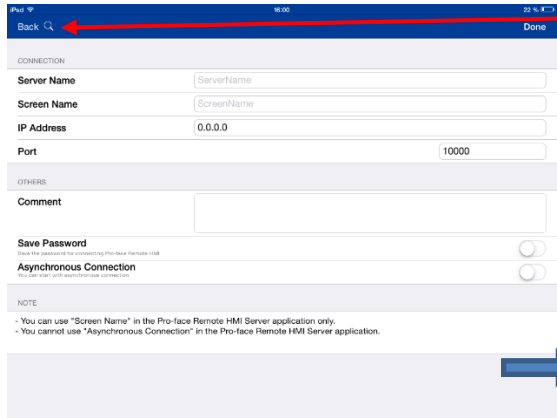 iPad 16:00 22 %
Back Done
CONNECTION
Server Name ServerName
Screen Name ScreenName
IP Address 0.0.0.0
Port 10000
OTHERS
Comment
Save Password
Save the password for connecting Pro-face Remote HMI
Asynchronous Connection
You can start with asynchronous connection
NOTE
- You can use "Screen Name" in the Pro-face Remote HMI Server application only.
- You cannot use "Asynchronous Connection" in the Pro-face Remote HMI Server application.